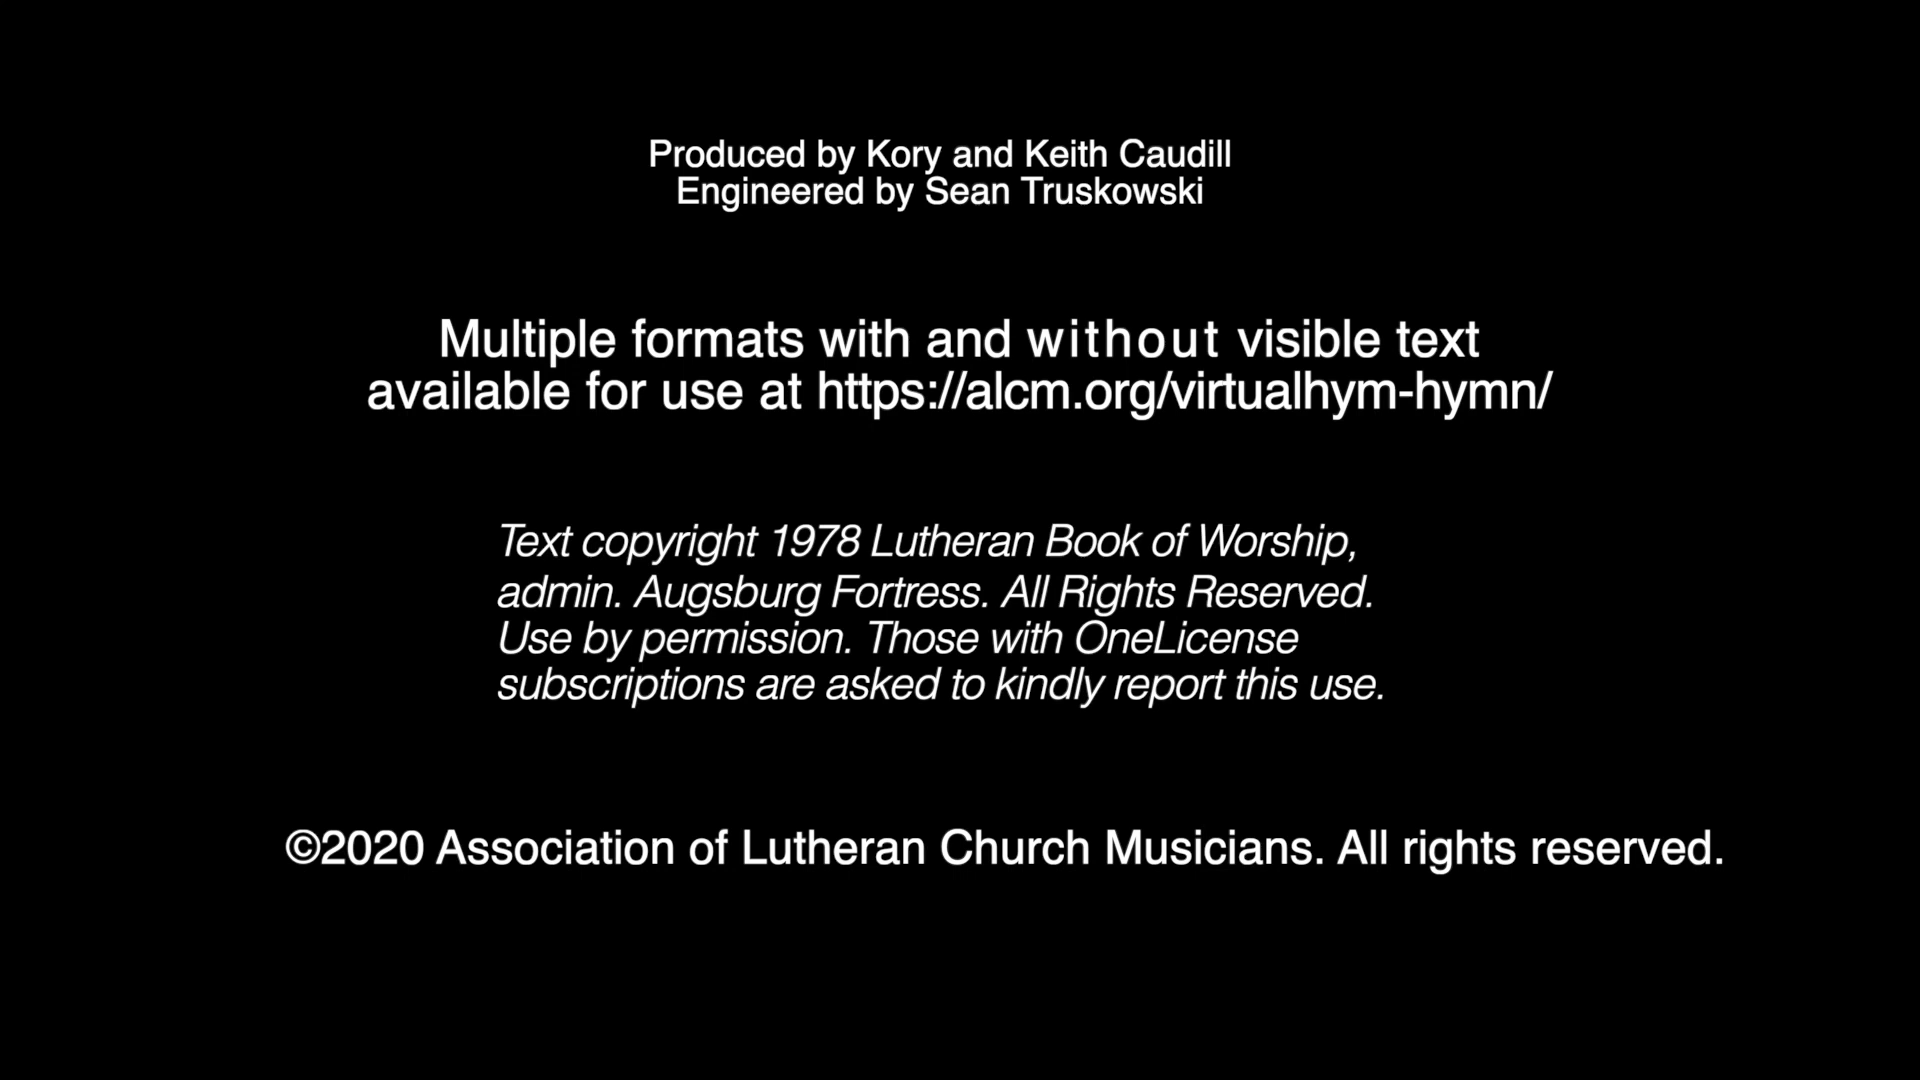 Produced by Kory and Keith Caudill
Engineered by Sean Truskowski
Multiple formats with and without visible text
available for use at https://alcm.org/virtualhym-hymn/
Text copyright 1978 Lutheran Book of Worship,
admin. Augsburg Fortress. All Rights Reserved.
Use by permission. Those with OneLicense
subscriptions are asked to kindly report this use.
©2020 Association of Lutheran Church Musicians. All rights reserved.